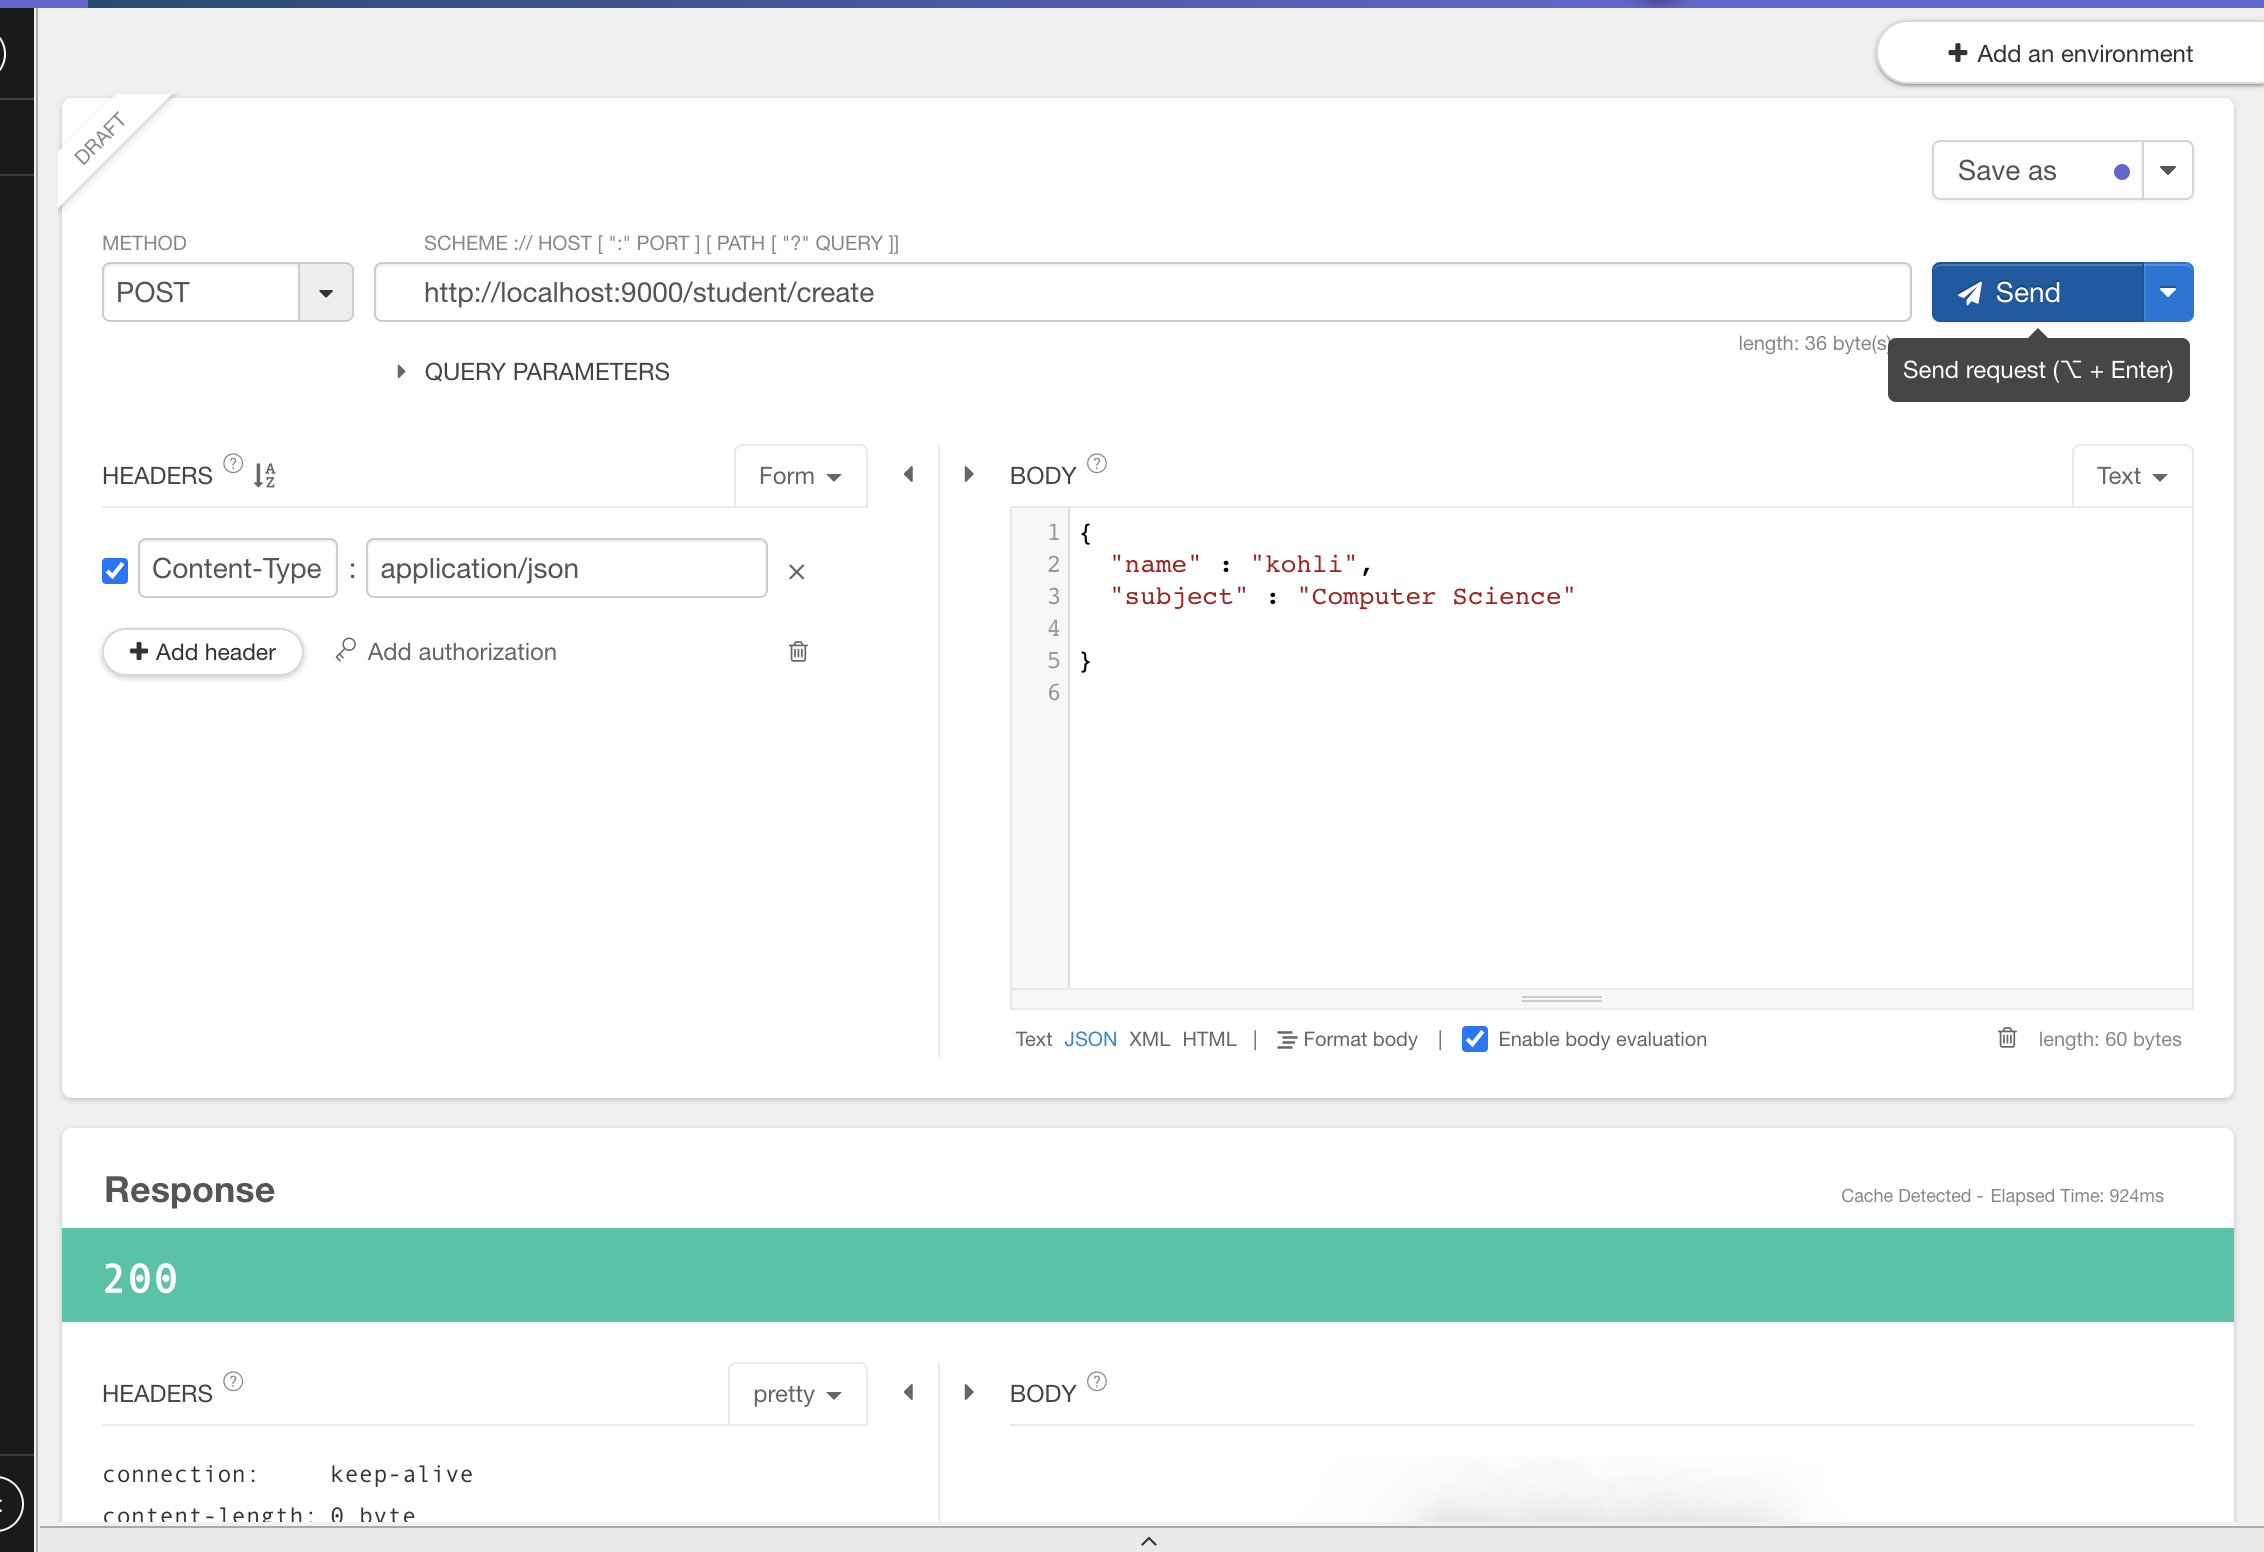 Add an environment
DRAFT
Save as
METHOD
SCHEME :// HOST [ ":" PORT ] [ PATH [ "?" QUERY ]]
POST
http://localhost:9000/student/create
Send
length: 36 byte(s)
Send request (⌥ + Enter)
QUERY PARAMETERS
HEADERS ? A Z
Form
BODY ?
Text
Content-Type : application/json ×
Add header
Add authorization
1 {
2 "name" : "kohli",
3 "subject" : "Computer Science"
4
5 }
6
Text JSON XML HTML | Format body | Enable body evaluation
length: 60 bytes
Response
Cache Detected - Elapsed Time: 924ms
200
HEADERS ?
pretty
BODY ?
connection: keep-alive
content-length: 0 byte